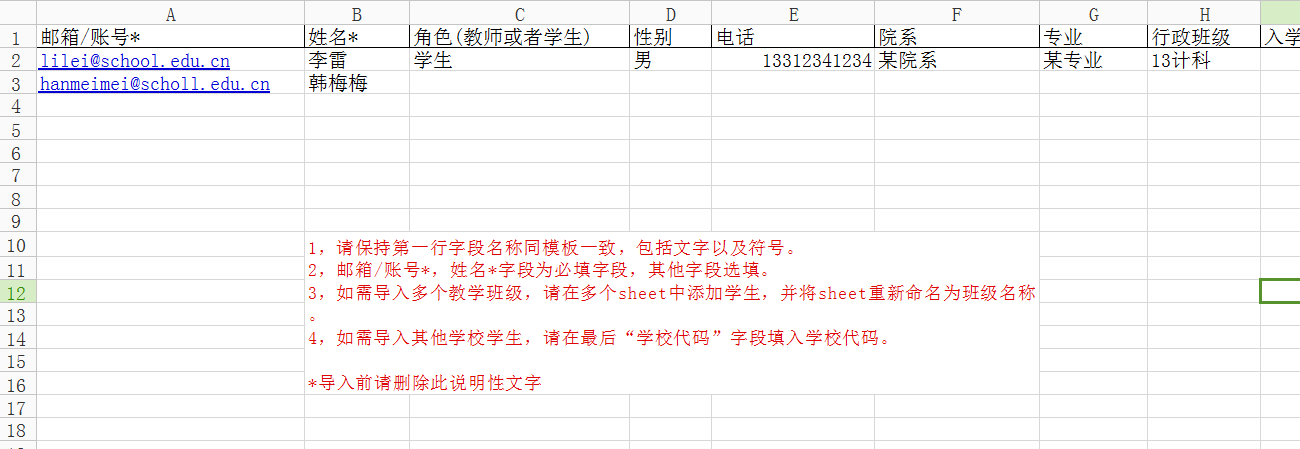 A B C D E F G H
1 邮箱/账号* 姓名* 角色(教师或者学生) 性别 电话 院系 专业 行政班级 入学
2 lilei@school.edu.cn 李雷 学生 男 13312341234 某院系 某专业 13计科
3 hanmeimei@scholl.edu.cn 韩梅梅
4
5
6
7
8
9
10 1，请保持第一行字段名称同模板一致，包括文字以及符号。
11 2，邮箱/账号*，姓名*字段为必填字段，其他字段选填。
12 3，如需导入多个教学班级，请在多个sheet中添加学生，并将sheet重新命名为班级名称
13 。
14 4，如需导入其他学校学生，请在最后“学校代码”字段填入学校代码。
15
16 *导入前请删除此说明性文字
17
18